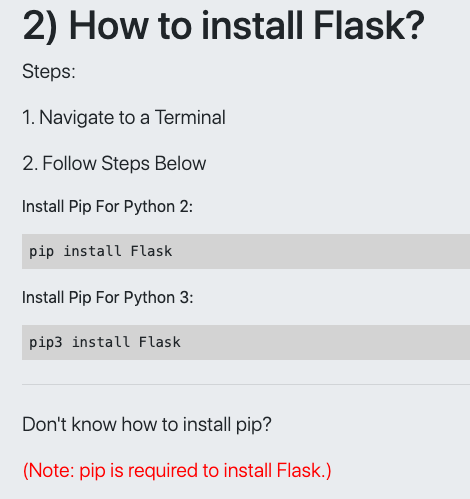 2) How to install Flask?
Steps:
1. Navigate to a Terminal
2. Follow Steps Below
Install Pip For Python 2:
pip install Flask
Install Pip For Python 3:
pip3 install Flask
Don't know how to install pip?
(Note: pip is required to install Flask.)